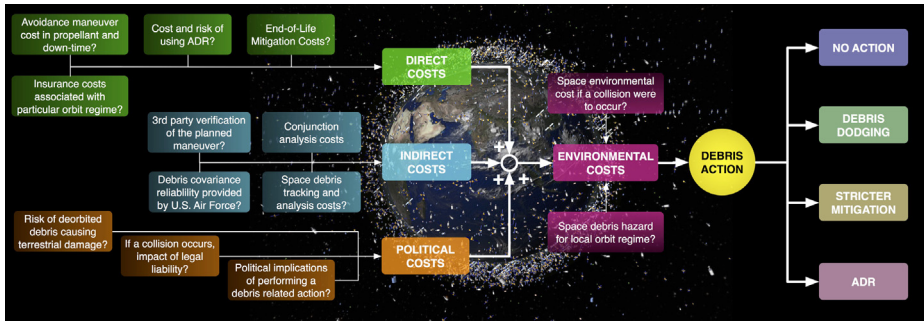 Avoidance maneuver
cost in propellant and
down-time?
Cost and risk of
using ADR?
End-of-Life
Mitigation Costs?
Insurance costs
associated with
particular orbit regime?
DIRECT
COSTS
3rd party verification
of the planned
maneuver?
Conjunction
analysis costs
Debris covariance
reliablility provided
by U.S. Air Force?
Space debris
tracking and
analysis costs?
INDIRECT
COSTS
Risk of deorbited
debris causing
terrestrial damage?
If a collision occurs,
impact of legal
liability?
Political implications
of performing a
debris related action?
POLITICAL
COSTS
+
+
+
Space environmental
cost if a collision were
to occur?
ENVIRONMENTAL
COSTS
Space debris hazard
for local orbit regime?
DEBRIS
ACTION
NO ACTION
DEBRIS
DODGING
STRICTER
MITIGATION
ADR